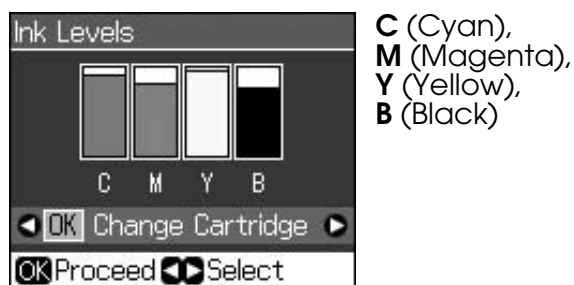 Ink Levels
C M Y B
OK Change Cartridge
OK Proceed Select
C (Cyan),
M (Magenta),
Y (Yellow),
B (Black)